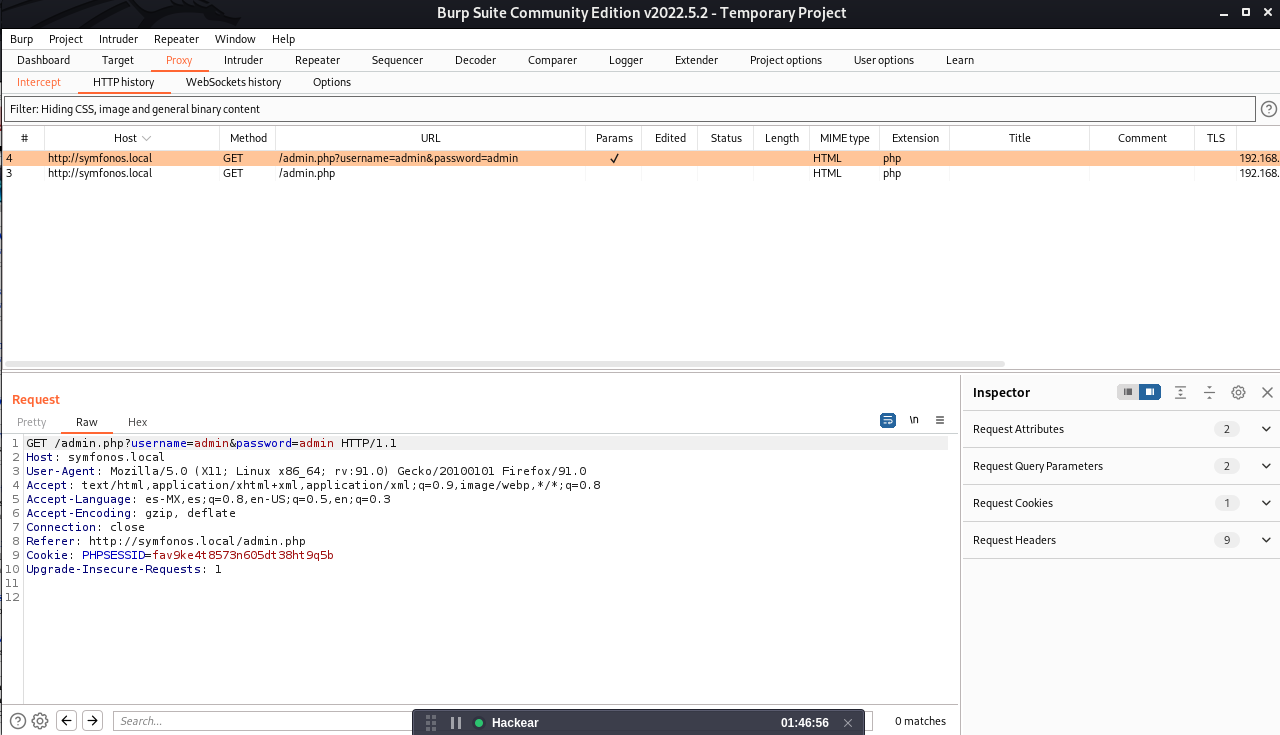 Burp Suite Community Edition v2022.5.2 - Temporary Project
Burp Project Intruder Repeater Window Help
Dashboard Target Proxy Intruder Repeater Sequencer Decoder Comparer Logger Extender Project options User options Learn
Intercept HTTP history WebSockets history Options
Filter: Hiding CSS, image and general binary content ?
# Host Method URL Params Edited Status Length MIME type Extension Title Comment TLS
4 http://symfonos.local GET /admin.php?username=admin&password=admin ✓ HTML php 192.168.
3 http://symfonos.local GET /admin.php HTML php 192.168.
Request
Pretty Raw Hex \n
1 GET /admin.php?username=admin&password=admin HTTP/1.1
2 Host: symfonos.local
3 User-Agent: Mozilla/5.0 (X11; Linux x86_64; rv:91.0) Gecko/20100101 Firefox/91.0
4 Accept: text/html,application/xhtml+xml,application/xml;q=0.9,image/webp,*/*;q=0.8
5 Accept-Language: es-MX,es;q=0.8,en-US;q=0.5,en;q=0.3
6 Accept-Encoding: gzip, deflate
7 Connection: close
8 Referer: http://symfonos.local/admin.php
9 Cookie: PHPSESSID=fav9ke4t8573n605dt38ht9q5b
10 Upgrade-Insecure-Requests: 1
11
12
Inspector
Request Attributes 2
Request Query Parameters 2
Request Cookies 1
Request Headers 9
? Search... 0 matches
Hackear 01:46:56